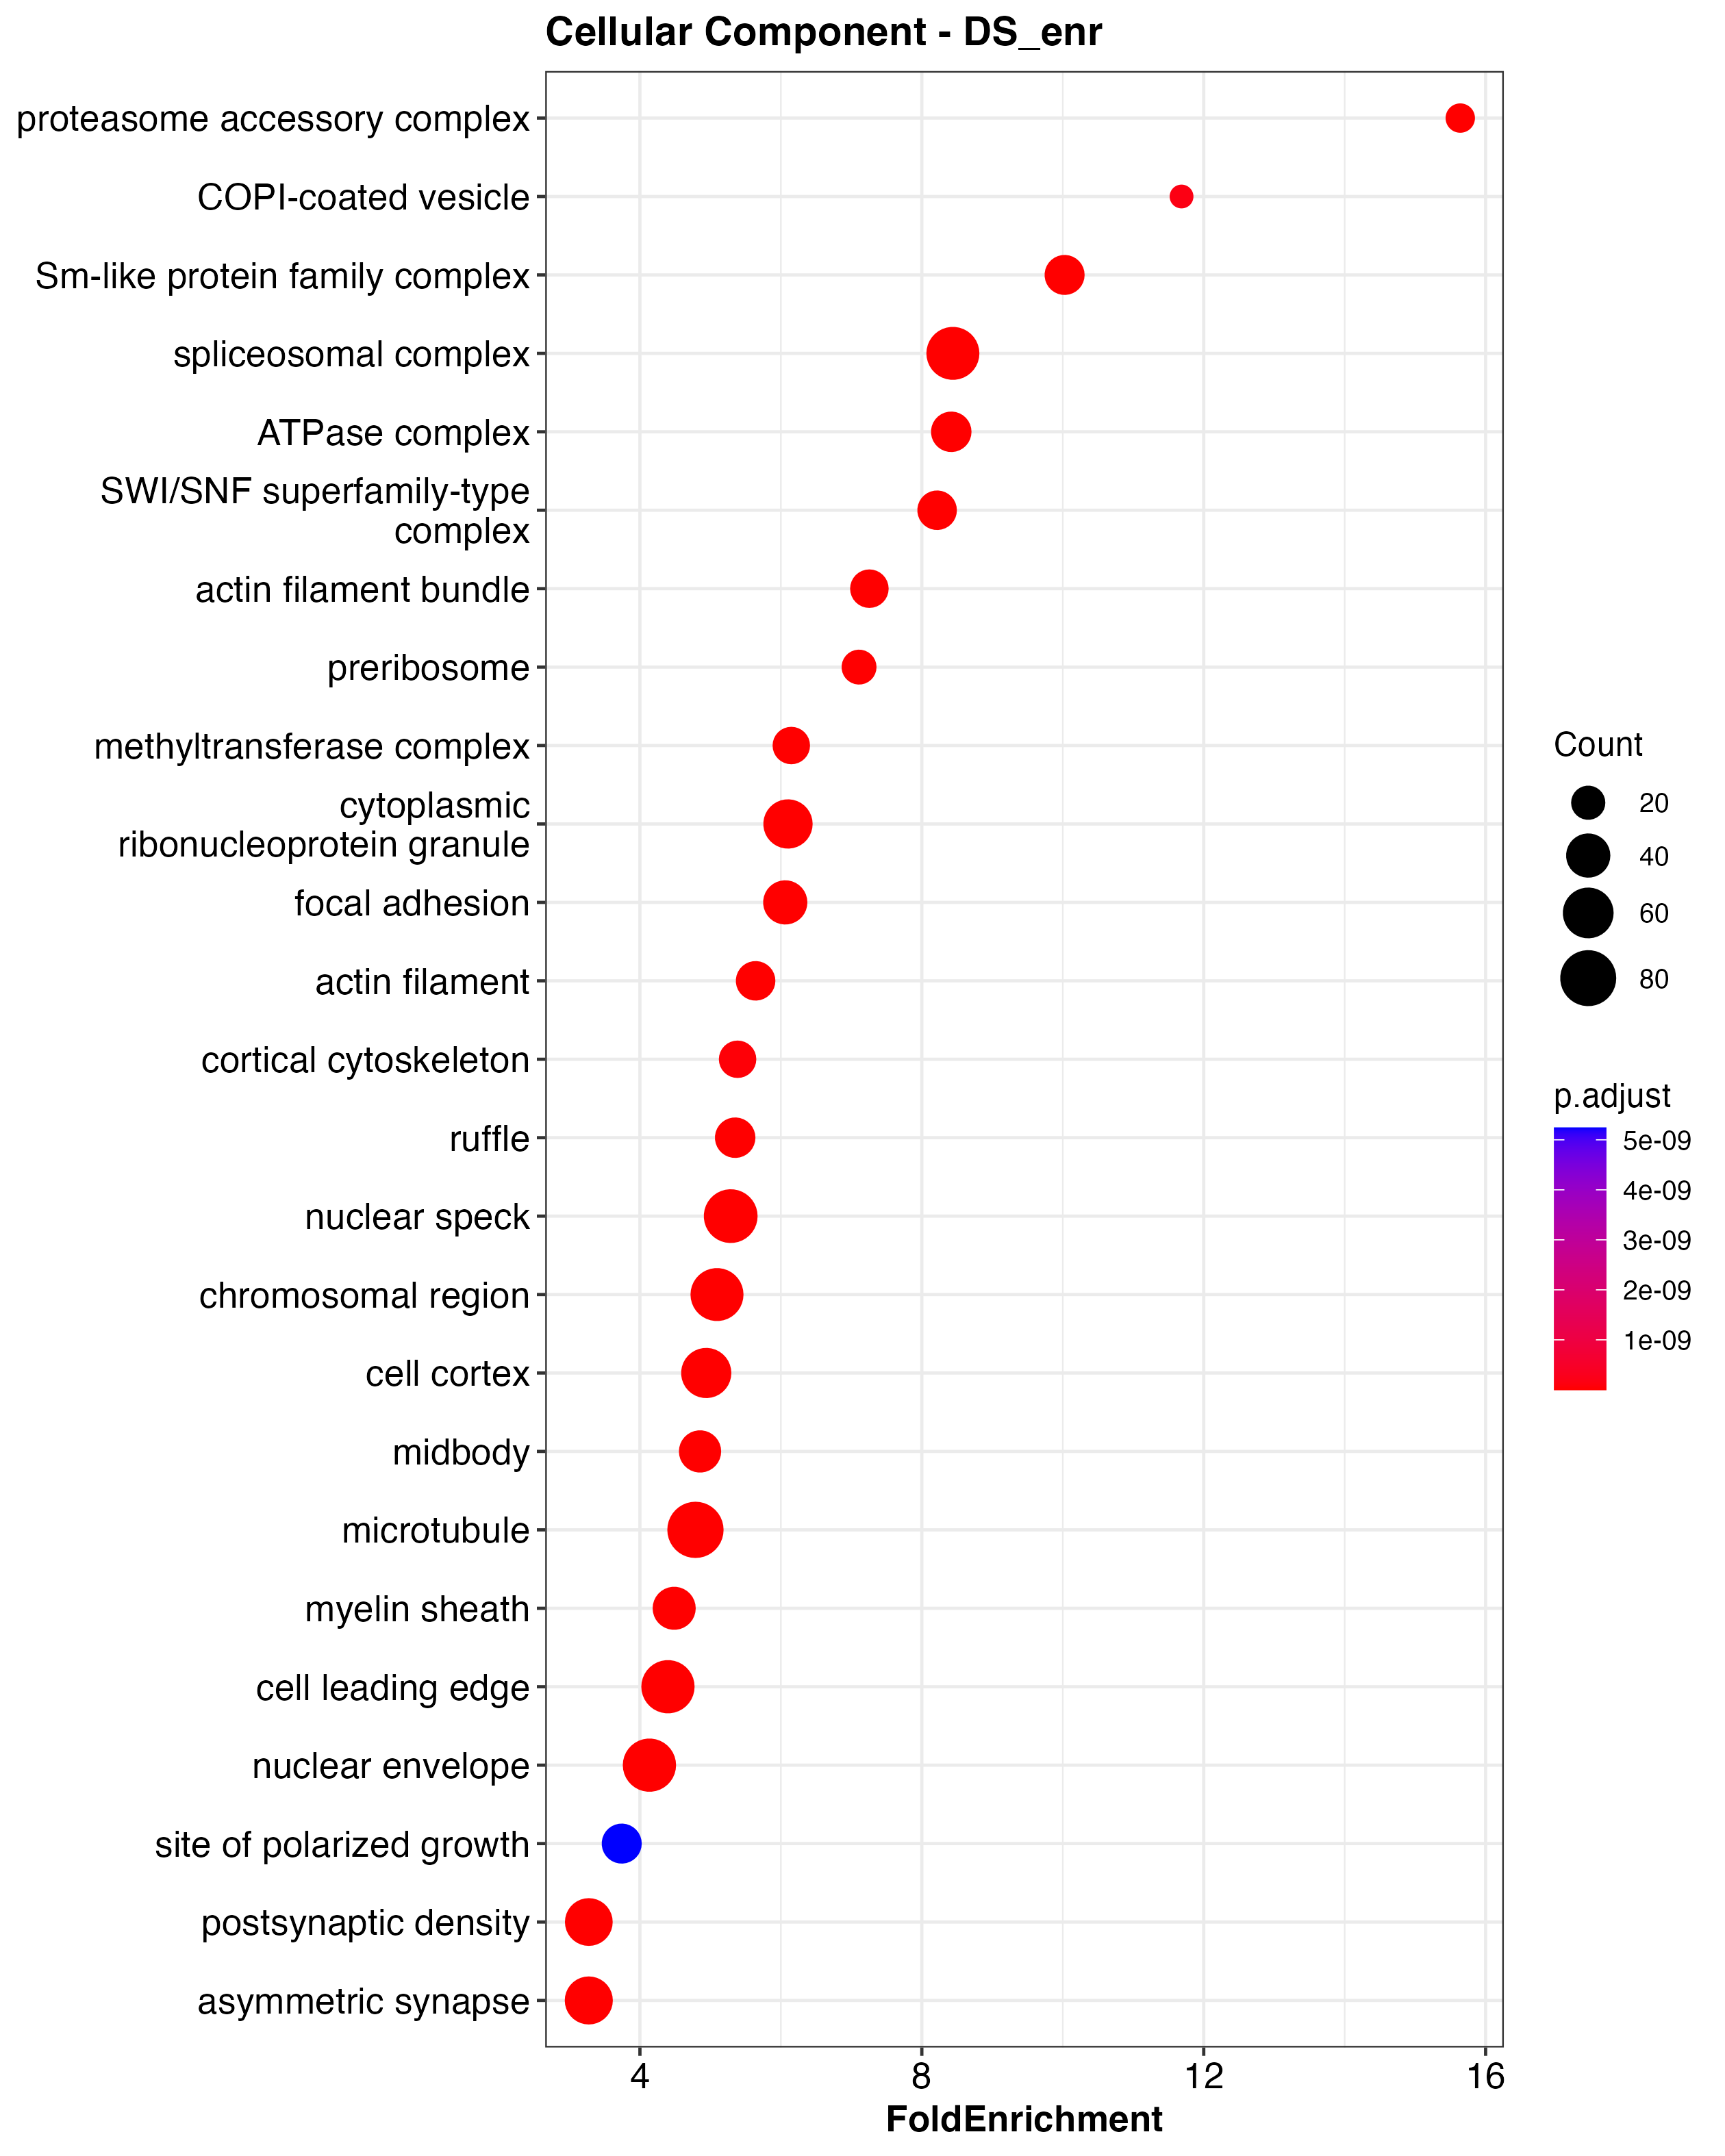 Cellular Component - DS_enr
proteasome accessory complex
COPI-coated vesicle
Sm-like protein family complex
spliceosomal complex
ATPase complex
SWI/SNF superfamily-type
complex
actin filament bundle
preribosome
methyltransferase complex
cytoplasmic
ribonucleoprotein granule
focal adhesion
actin filament
cortical cytoskeleton
ruffle
nuclear speck
chromosomal region
cell cortex
midbody
microtubule
myelin sheath
cell leading edge
nuclear envelope
site of polarized growth
postsynaptic density
asymmetric synapse
4 8 12 16
FoldEnrichment
Count
20
40
60
80
p.adjust
5e-09
4e-09
3e-09
2e-09
1e-09